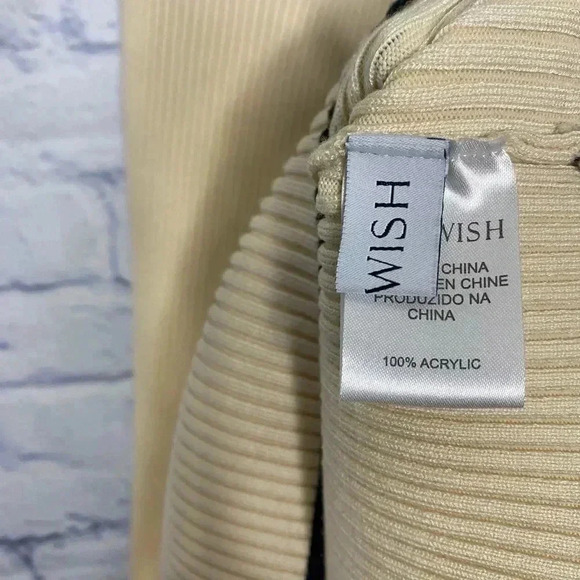 WISH
WISH
CHINA
EN CHINE
PRODUZIDO NA
CHINA
100% ACRYLIC